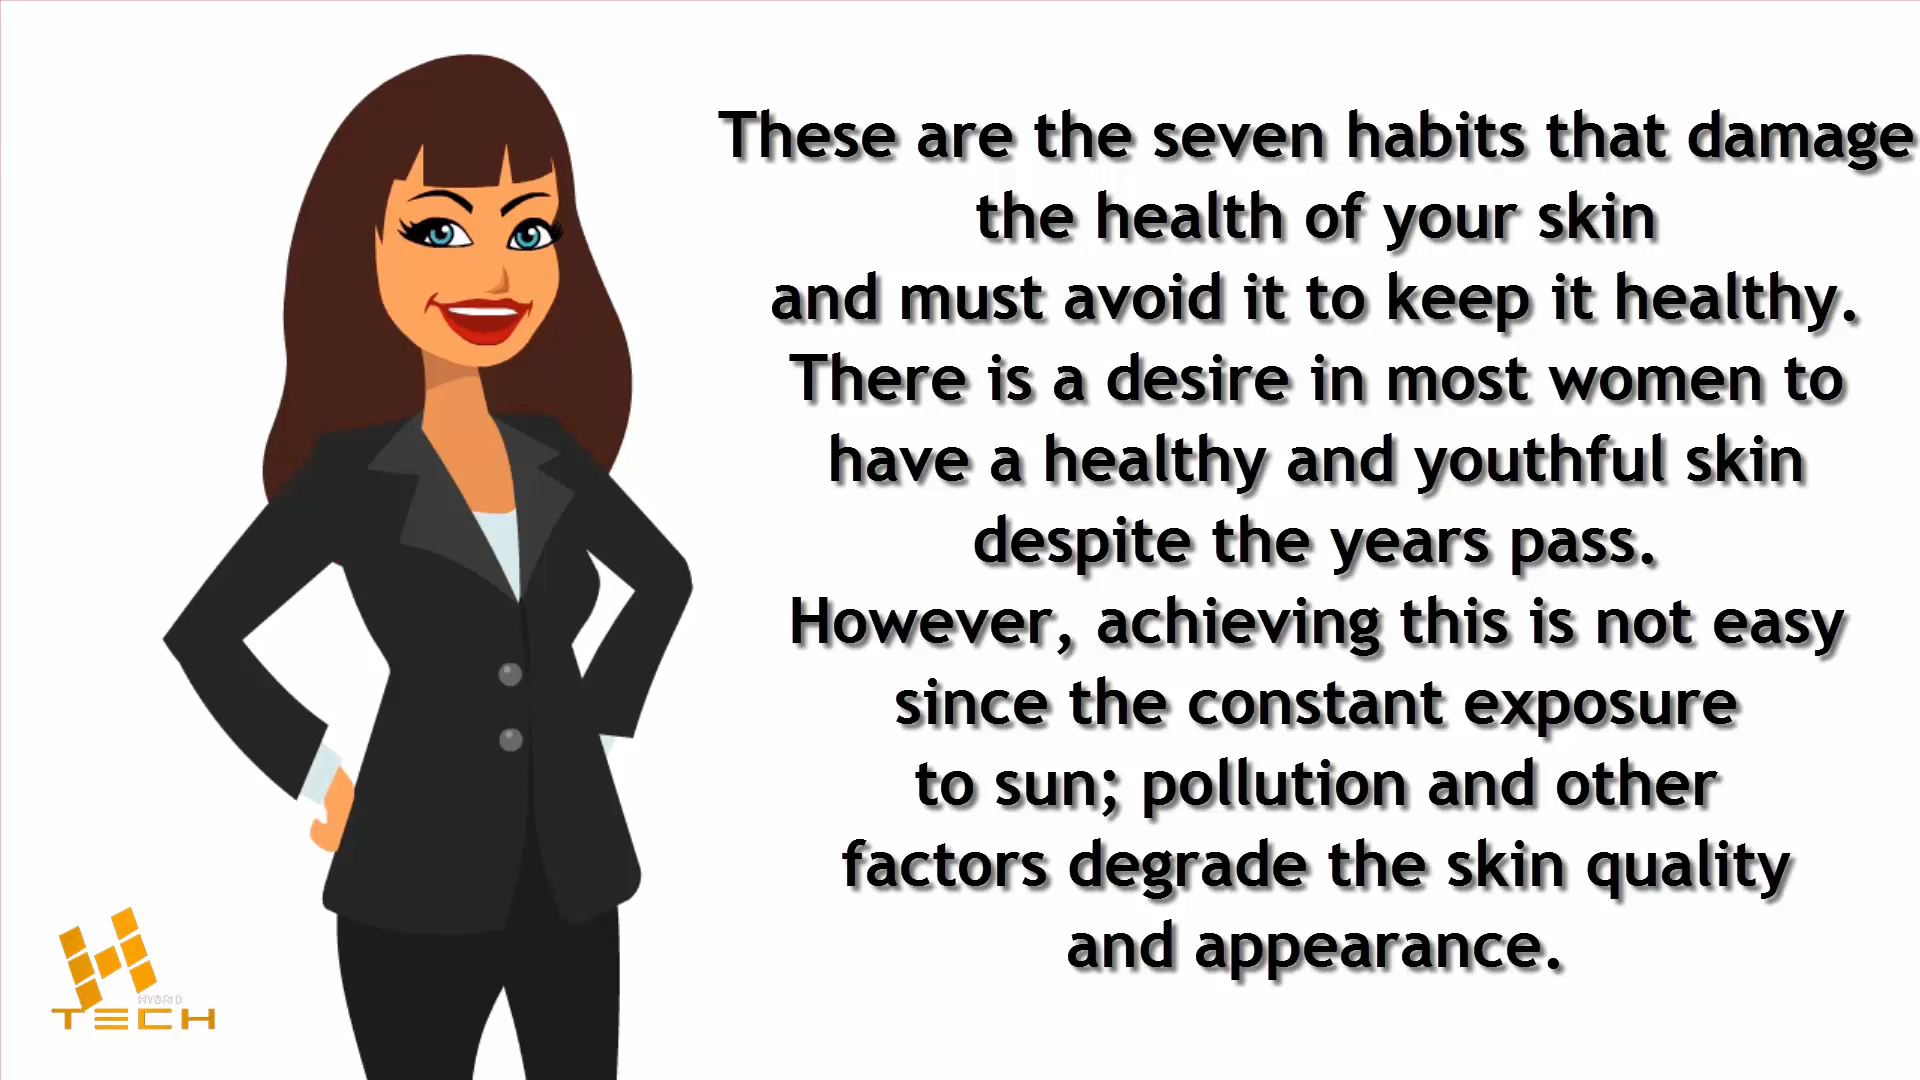 These are the seven habits that damage
the health of your skin
and must avoid it to keep it healthy.
There is a desire in most women to
have a healthy and youthful skin
despite the years pass.
However, achieving this is not easy
since the constant exposure
to sun; pollution and other
factors degrade the skin quality
and appearance.
HYBRID
TECH